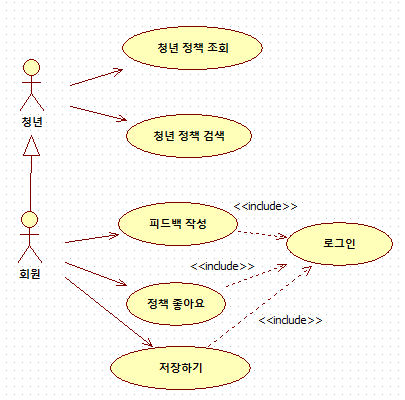 청년 정책 조회
청년
청년 정책 검색
<<include>>
피드백 작성
로그인
회원
<<include>>
정책 좋아요
<<include>>
저장하기